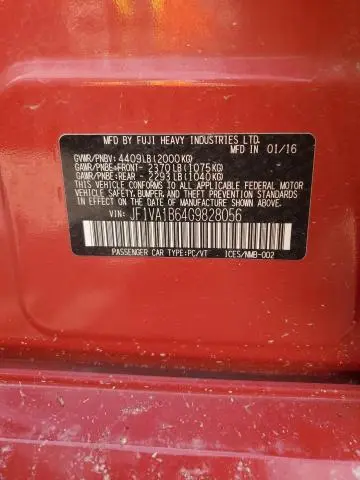 MFD BY FUJI HEAVY INDUSTRIES LTD.
MFD IN 01/16
GVWR/PNBV: 4409LB(2000KG)
GAWR/PNBE:FRONT- 2370LB(1075KG)
GAWR/PNBE:REAR - 2293LB(1040KG)
THIS VEHICLE CONFORMS TO ALL APPLICABLE FEDERAL MOTOR
VEHICLE SAFETY, BUMPER, AND THEFT PREVENTION STANDARDS
IN EFFECT ON THE DATE OF MANUFACTURE SHOWN ABOVE.
VIN: JF1VA1B64G9828056
PASSENGER CAR TYPE:PC/VT ICES/NMB-002